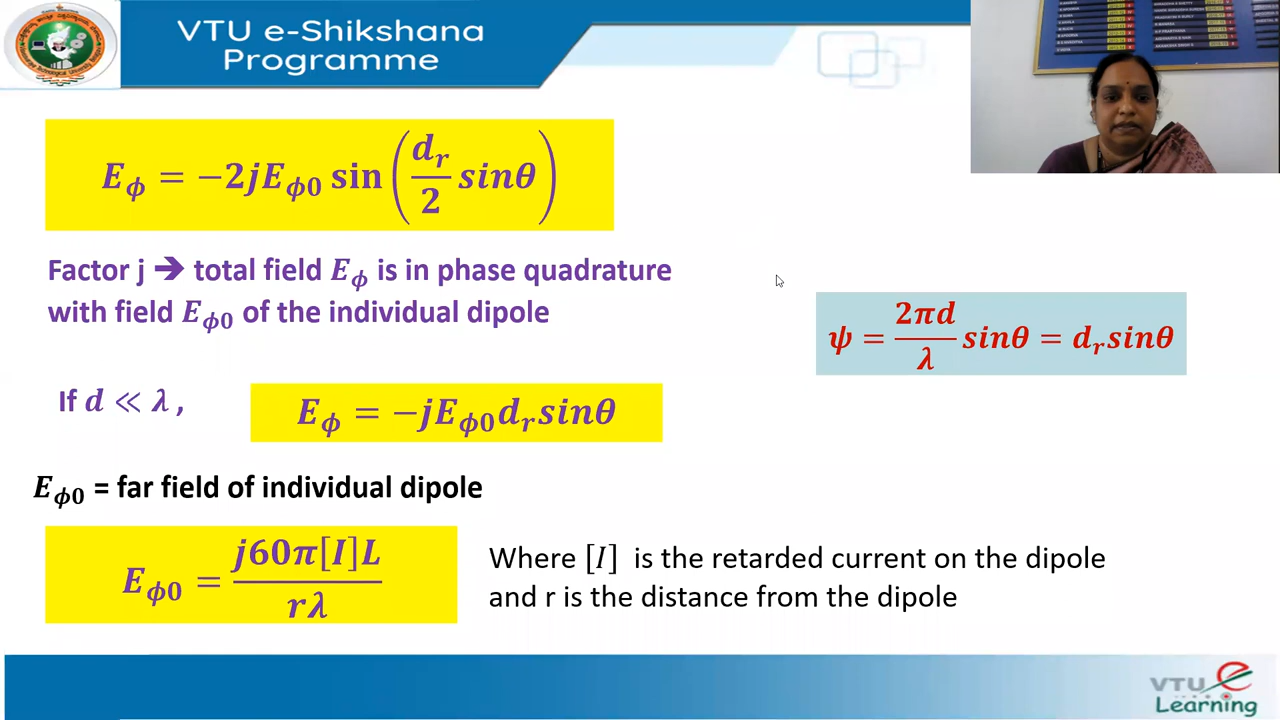 VTU e-Shikshana
Programme
E_ϕ = −2jE_ϕ0 sin (d_r/2 sinθ)
Factor j ➔ total field E_ϕ is in phase quadrature
with field E_ϕ0 of the individual dipole
ψ = 2πd/λ sinθ = d_r sinθ
If d ≪ λ ,
E_ϕ = −jE_ϕ0 d_r sinθ
E_ϕ0 = far field of individual dipole
E_ϕ0 = j60π[I]L/rλ
Where [I] is the retarded current on the dipole
and r is the distance from the dipole
VTU e
Learning